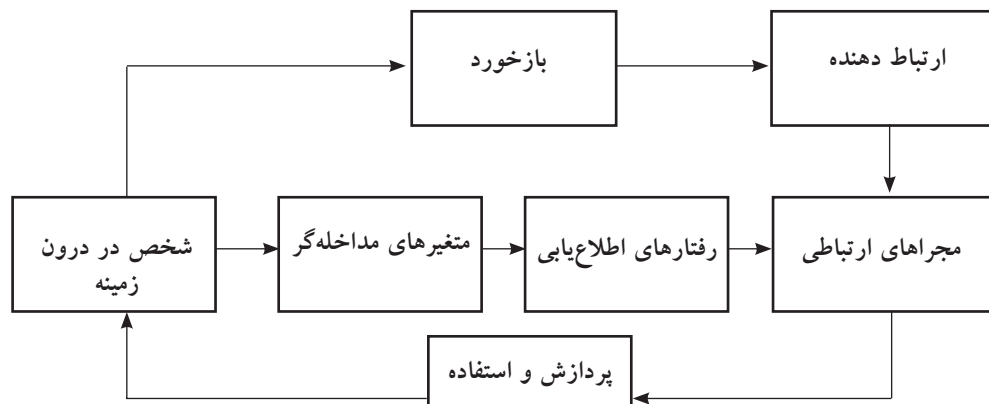 ارتباط دهنده
بازخورد
مجراهای ارتباطی
رفتارهای اطلاع‌یابی
متغیرهای مداخله‌گر
شخص در درون
زمینه
پردازش و استفاده